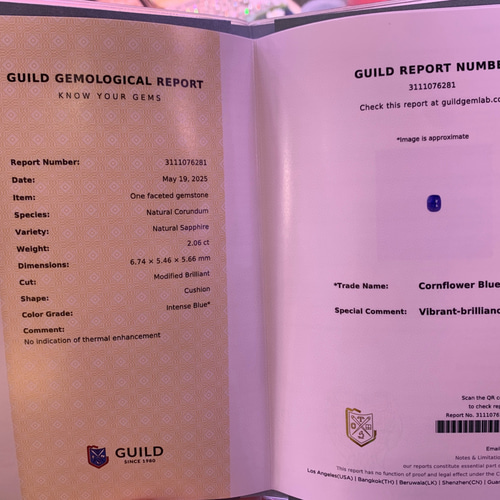 GUILD GEMOLOGICAL REPORT
KNOW YOUR GEMS
Report Number: 3111076281
Date: May 19, 2025
Item: One faceted gemstone
Species: Natural Corundum
Variety: Natural Sapphire
Weight: 2.06 ct
Dimensions: 6.74 × 5.46 × 5.66 mm
Cut: Modified Brilliant
Shape: Cushion
Color Grade: Intense Blue*
Comment:
No indication of thermal enhancement
GUILD
SINCE 1980
GUILD REPORT NUMBE
3111076281
Check this report at guildgemlab.co
*Image is approximate
*Trade Name: Cornflower Blue
Special Comment: Vibrant-brillianc
Scan the QR c
to check rep
Report No. 3111076
Email
Notes & Limitatio
our reports constitute essential part o
This report has no function of proof and legal effect under the C
Los Angeles(USA) | Bangkok(TH) | Beruwala(LK) | Shenzhen(CN) | Gua